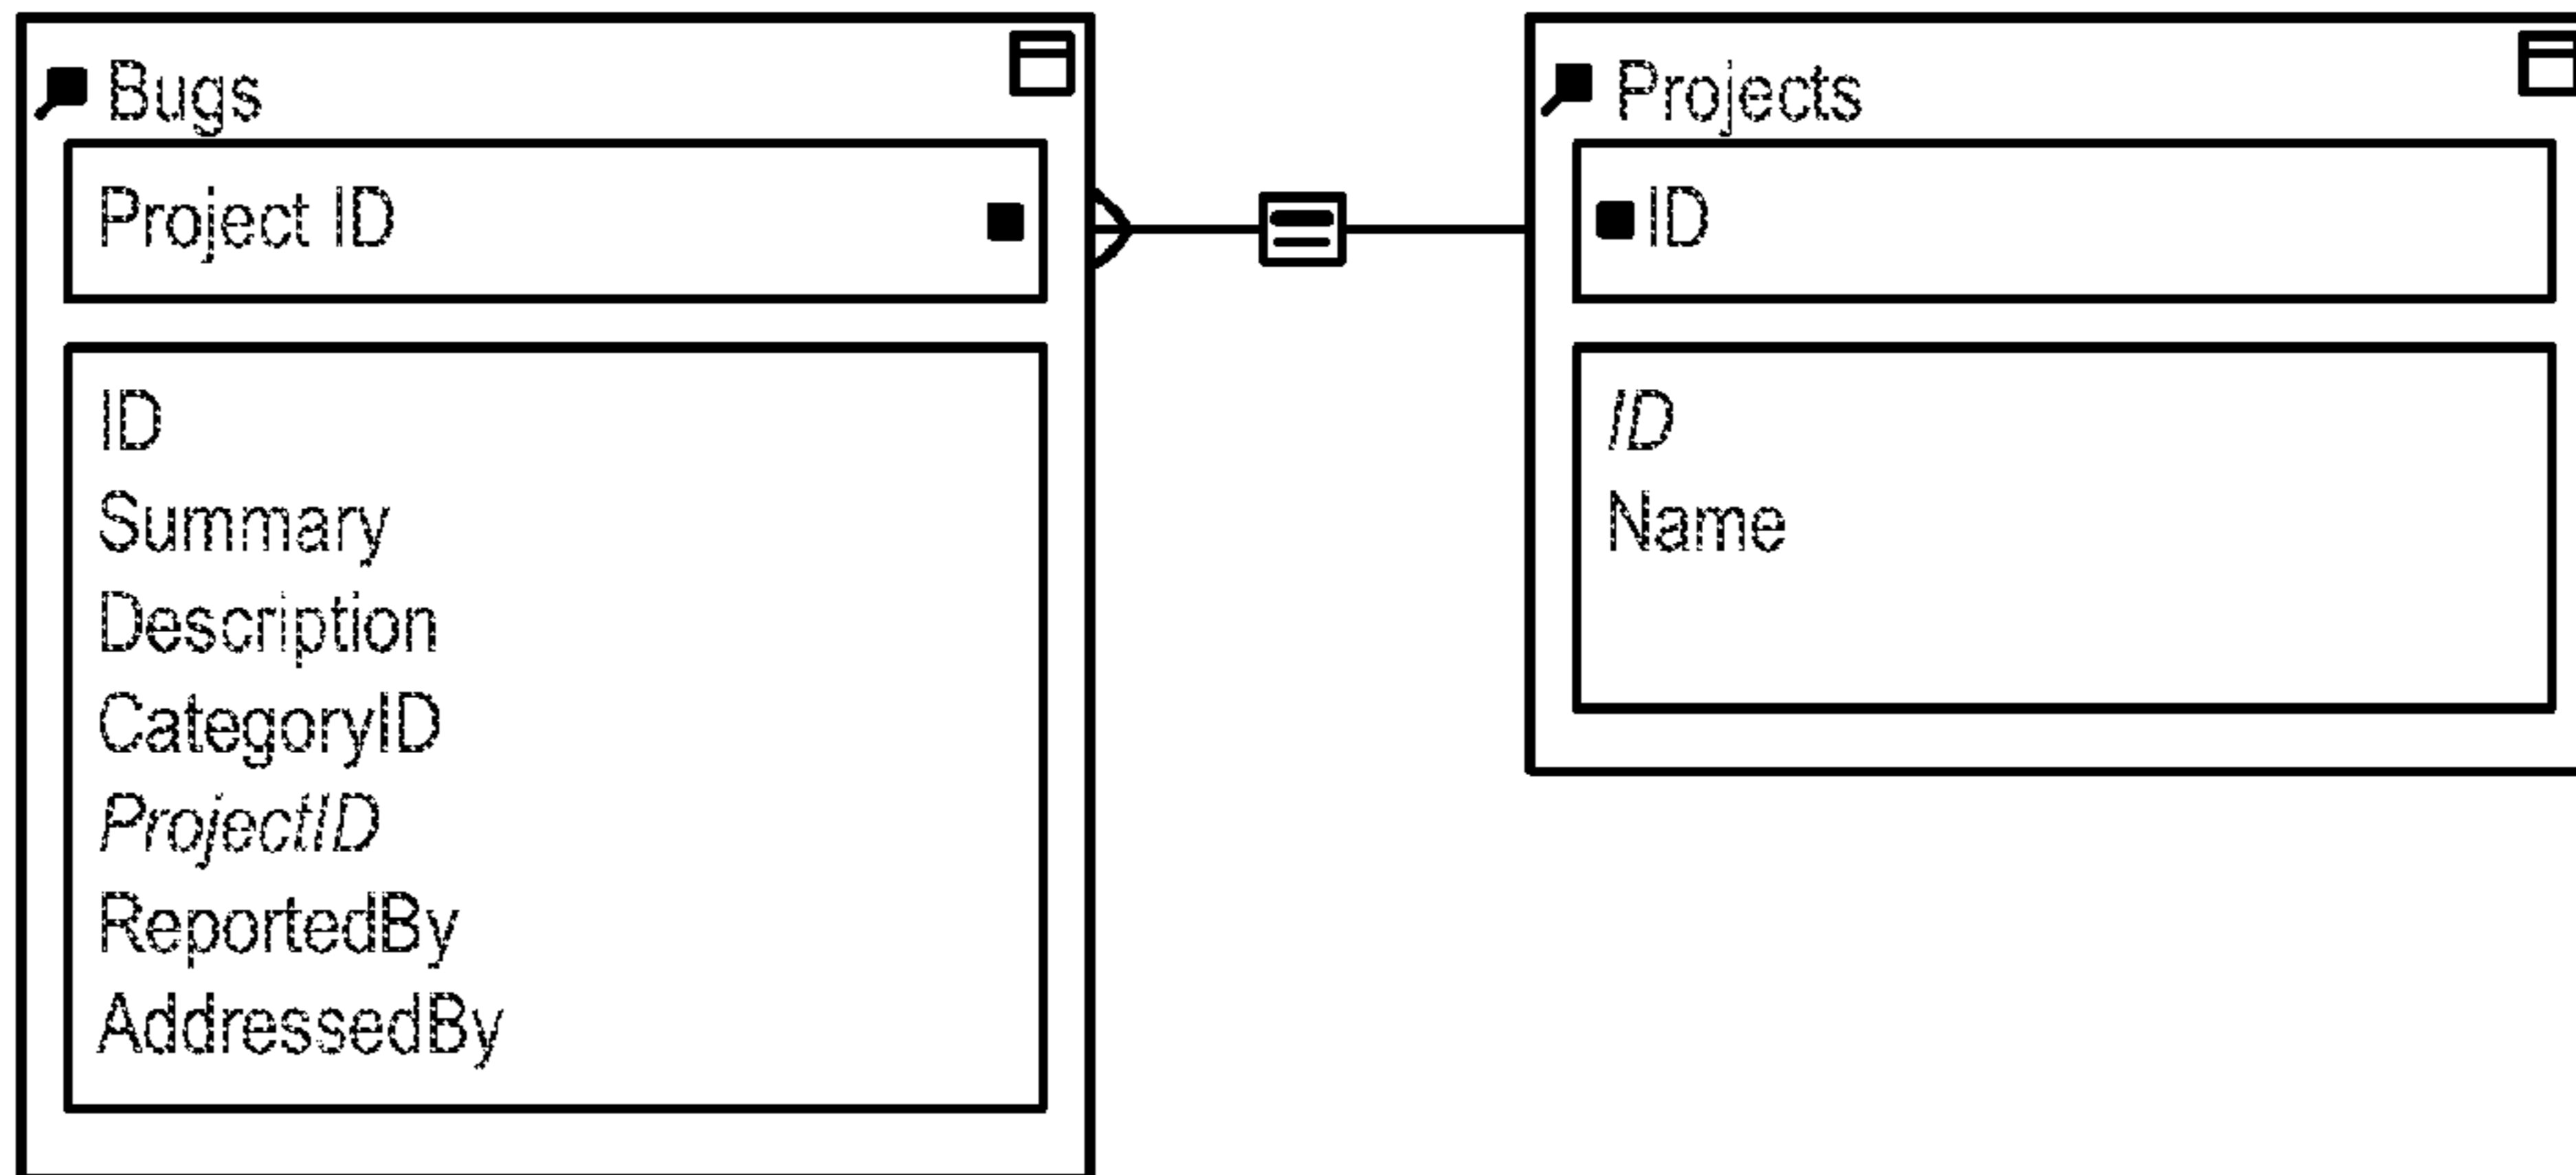 Bugs
Project ID
ID
Summary
Description
CategoryID
ProjectID
ReportedBy
AddressedBy
Projects
ID
ID
Name